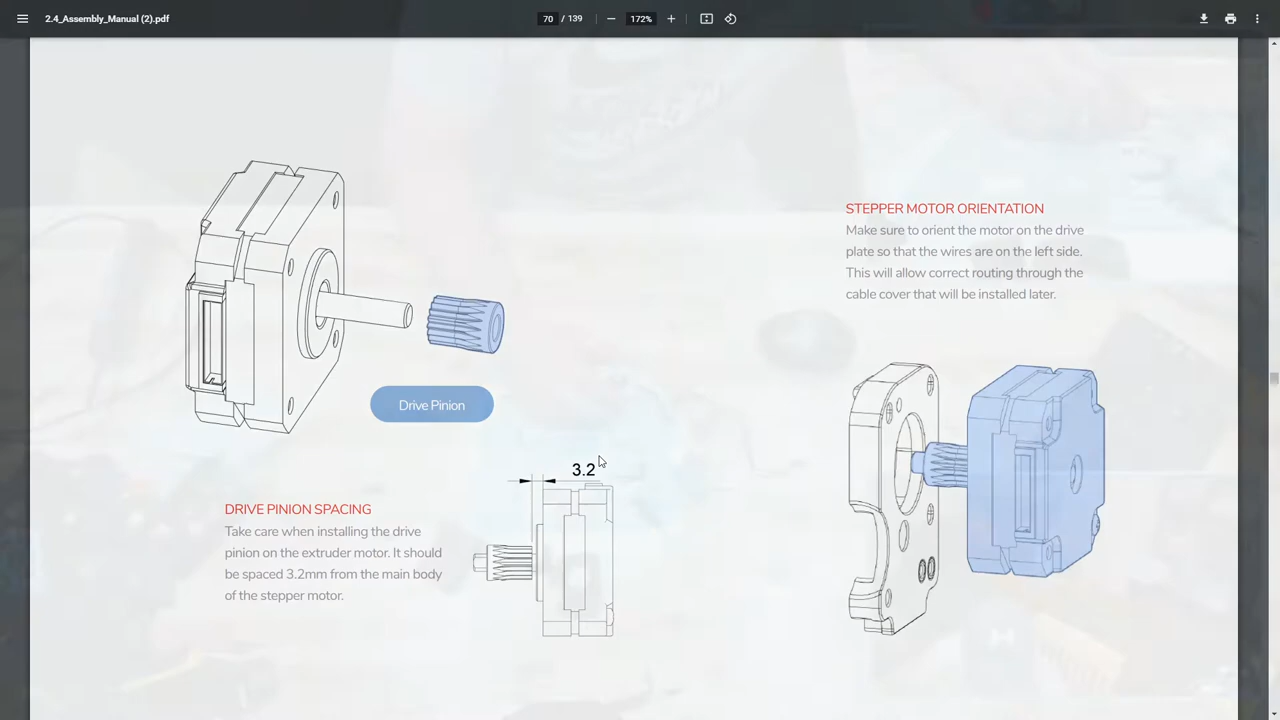 2.4_Assembly_Manual (2).pdf
70 / 139
172%
STEPPER MOTOR ORIENTATION
Make sure to orient the motor on the drive
plate so that the wires are on the left side.
This will allow correct routing through the
cable cover that will be installed later.
Drive Pinion
3.2
DRIVE PINION SPACING
Take care when installing the drive
pinion on the extruder motor. It should
be spaced 3.2mm from the main body
of the stepper motor.